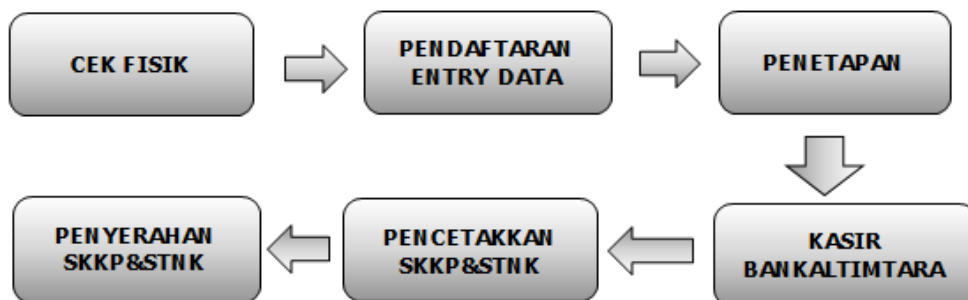 CEK FISIK
PENDAFTARAN
ENTRY DATA
PENETAPAN
KASIR
BANKALTIMTARA
PENCETAKKAN
SKKP&STNK
PENYERAHAN
SKKP&STNK